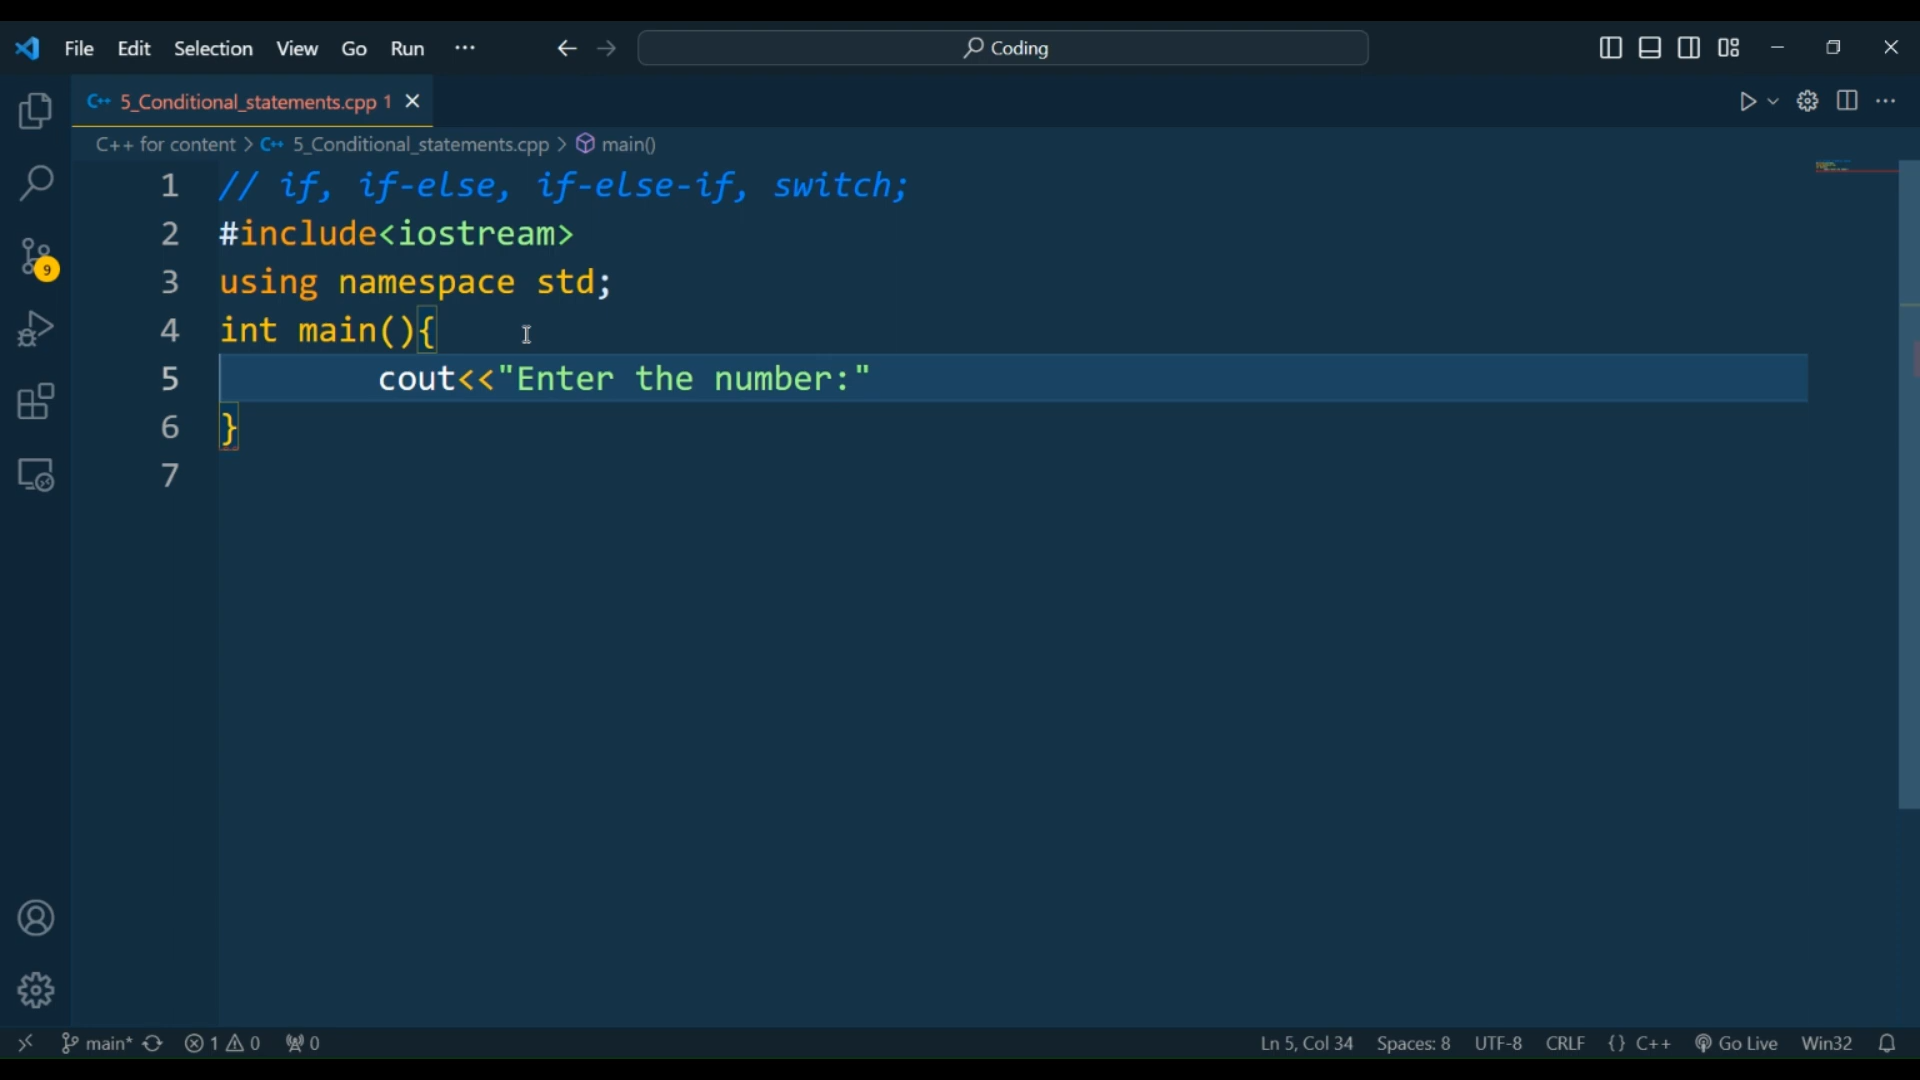 File Edit Selection View Go Run ··· Coding
C++ 5_Conditional_statements.cpp 1
C++ for content > C++ 5_Conditional_statements.cpp > main()
1 // if, if-else, if-else-if, switch;
2 #include<iostream>
3 using namespace std;
4 int main(){
5         cout<<"Enter the number:"
6 }
7
9
main* 1 0 0 Ln 5, Col 34 Spaces: 8 UTF-8 CRLF {} C++ Go Live Win32